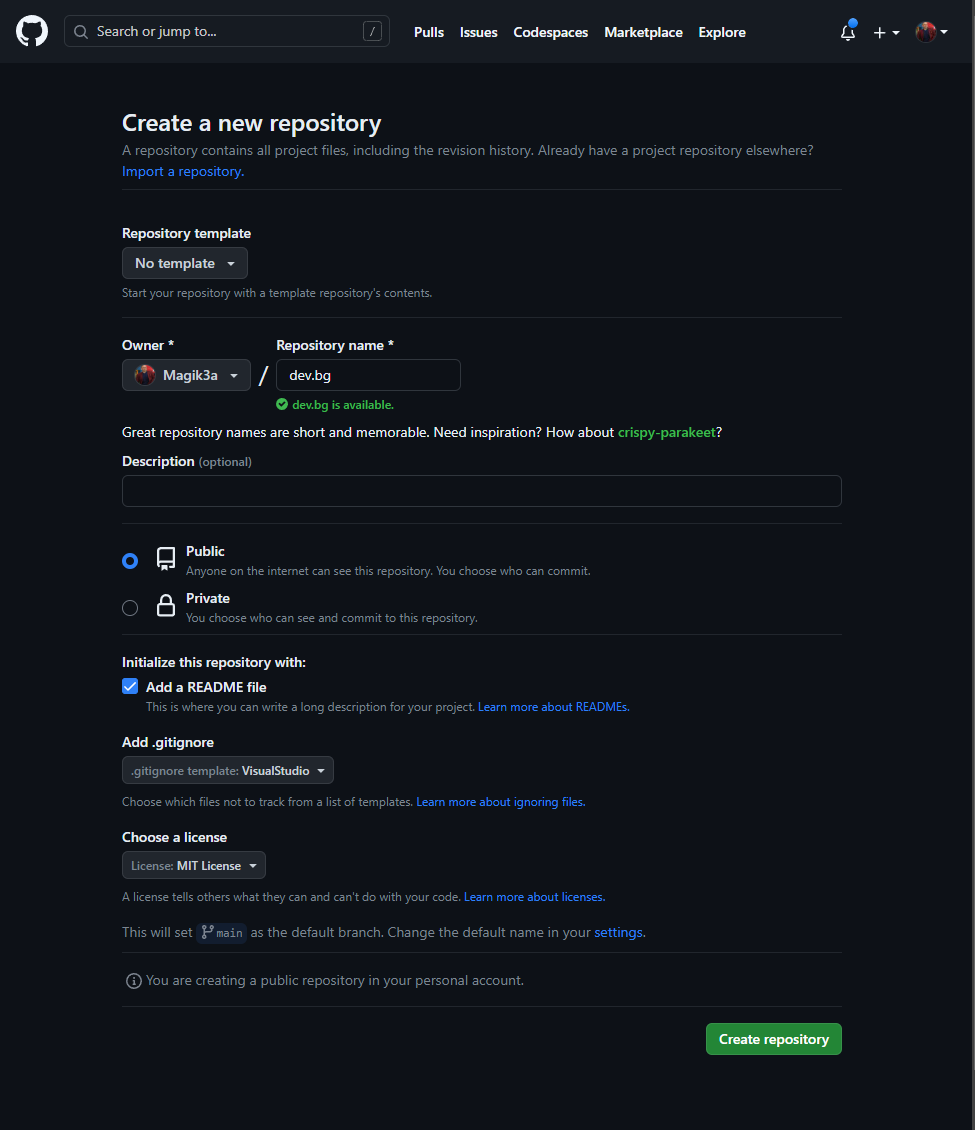 Search or jump to... /
Pulls Issues Codespaces Marketplace Explore
Create a new repository
A repository contains all project files, including the revision history. Already have a project repository elsewhere?
Import a repository.
Repository template
No template
Start your repository with a template repository's contents.
Owner * Repository name *
Magik3a / dev.bg
dev.bg is available.
Great repository names are short and memorable. Need inspiration? How about crispy-parakeet?
Description (optional)
Public
Anyone on the internet can see this repository. You choose who can commit.
Private
You choose who can see and commit to this repository.
Initialize this repository with:
Add a README file
This is where you can write a long description for your project. Learn more about READMEs.
Add .gitignore
.gitignore template: VisualStudio
Choose which files not to track from a list of templates. Learn more about ignoring files.
Choose a license
License: MIT License
A license tells others what they can and can't do with your code. Learn more about licenses.
This will set main as the default branch. Change the default name in your settings.
You are creating a public repository in your personal account.
Create repository